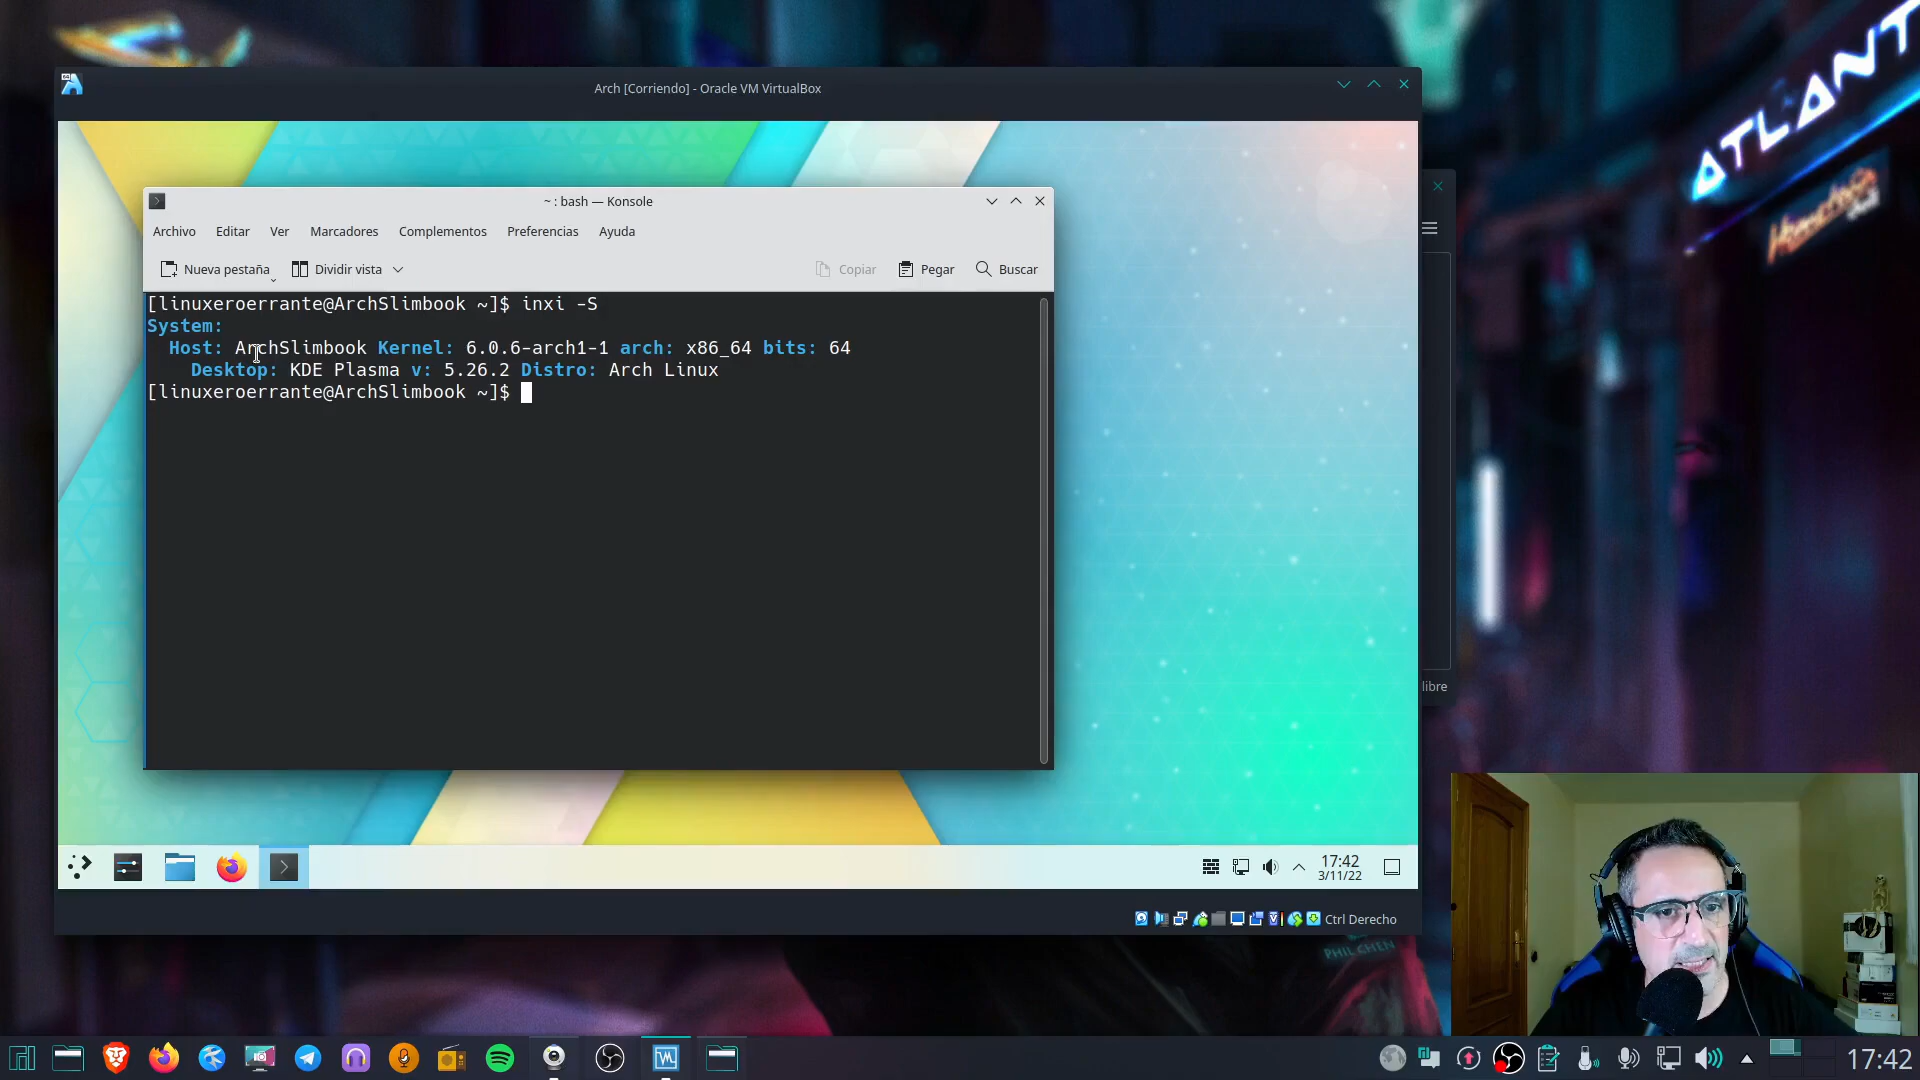 ATLANT
Arch [Corriendo] - Oracle VM VirtualBox
~ : bash — Konsole
Archivo Editar Ver Marcadores Complementos Preferencias Ayuda
Nueva pestaña Dividir vista Copiar Pegar Buscar
[linuxeroerrante@ArchSlimbook ~]$ inxi -S
System:
Host: ArchSlimbook Kernel: 6.0.6-arch1-1 arch: x86_64 bits: 64
Desktop: KDE Plasma v: 5.26.2 Distro: Arch Linux
[linuxeroerrante@ArchSlimbook ~]$
libre
17:42
3/11/22
Ctrl Derecho
PHIL CHEN
17:42